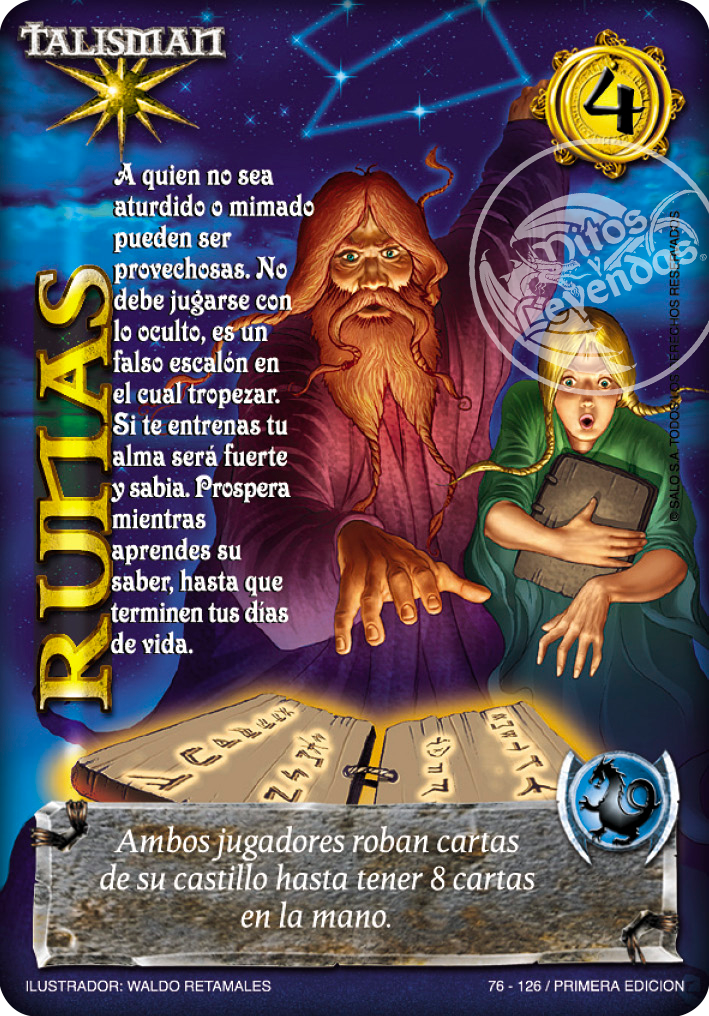 TALISMAN
4
A quien no sea
aturdido o mimado
pueden ser
provechosas. No
debe jugarse con
lo oculto, es un
falso escalón en
el cual tropezar.
Si te entrenas tu
alma será fuerte
y sabia. Prospera
mientras
aprendes su
saber, hasta que
terminen tus días
de vida.
RUNAS
Mitos
y
Leyendas
®
© SALO S.A. TODOS LOS DERECHOS RESERVADOS
Ambos jugadores roban cartas
de su castillo hasta tener 8 cartas
en la mano.
ILUSTRADOR: WALDO RETAMALES
76 - 126 / PRIMERA EDICION